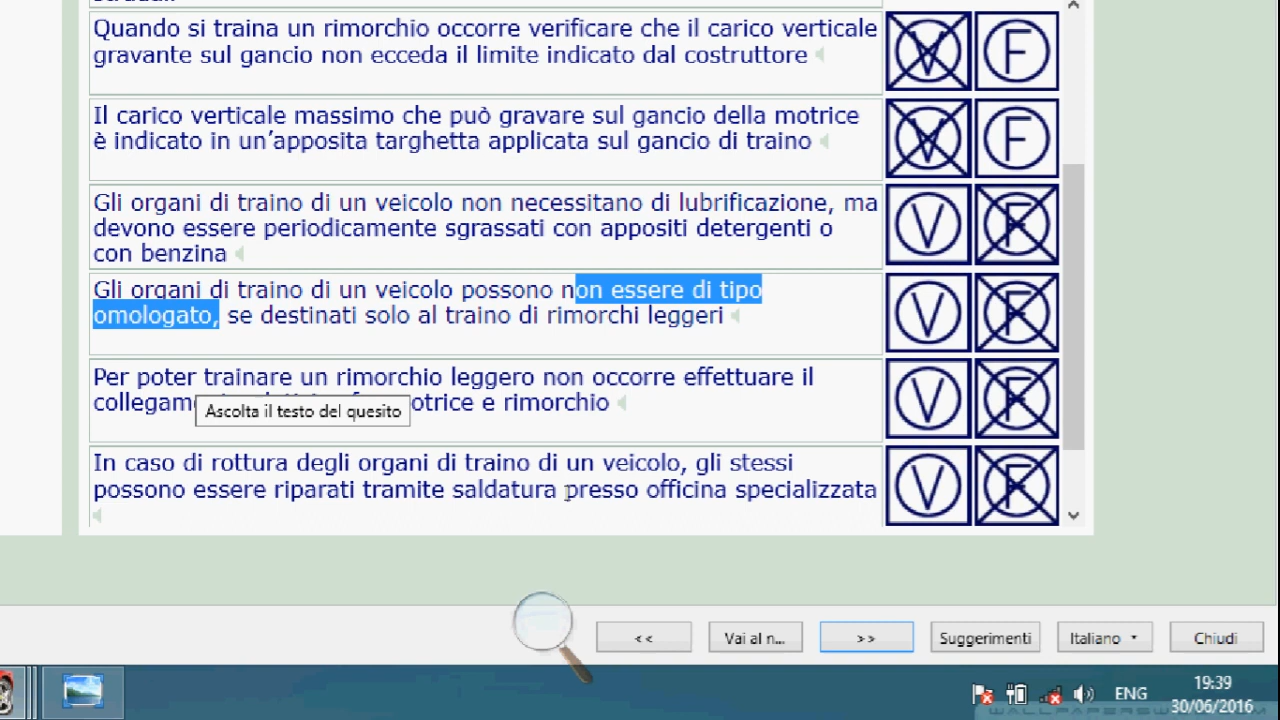 Quando si traina un rimorchio occorre verificare che il carico verticale
gravante sul gancio non ecceda il limite indicato dal costruttore
V F
Il carico verticale massimo che può gravare sul gancio della motrice
è indicato in un'apposita targhetta applicata sul gancio di traino
V F
Gli organi di traino di un veicolo non necessitano di lubrificazione, ma
devono essere periodicamente sgrassati con appositi detergenti o
con benzina
V F
Gli organi di traino di un veicolo possono non essere di tipo
omologato, se destinati solo al traino di rimorchi leggeri
V F
Per poter trainare un rimorchio leggero non occorre effettuare il
motrice e rimorchio
Ascolta il testo del quesito
V F
In caso di rottura degli organi di traino di un veicolo, gli stessi
possono essere riparati tramite saldatura presso officina specializzata
V F
<< Vai al n... >> Suggerimenti Italiano Chiudi
ENG
19:39
30/06/2016